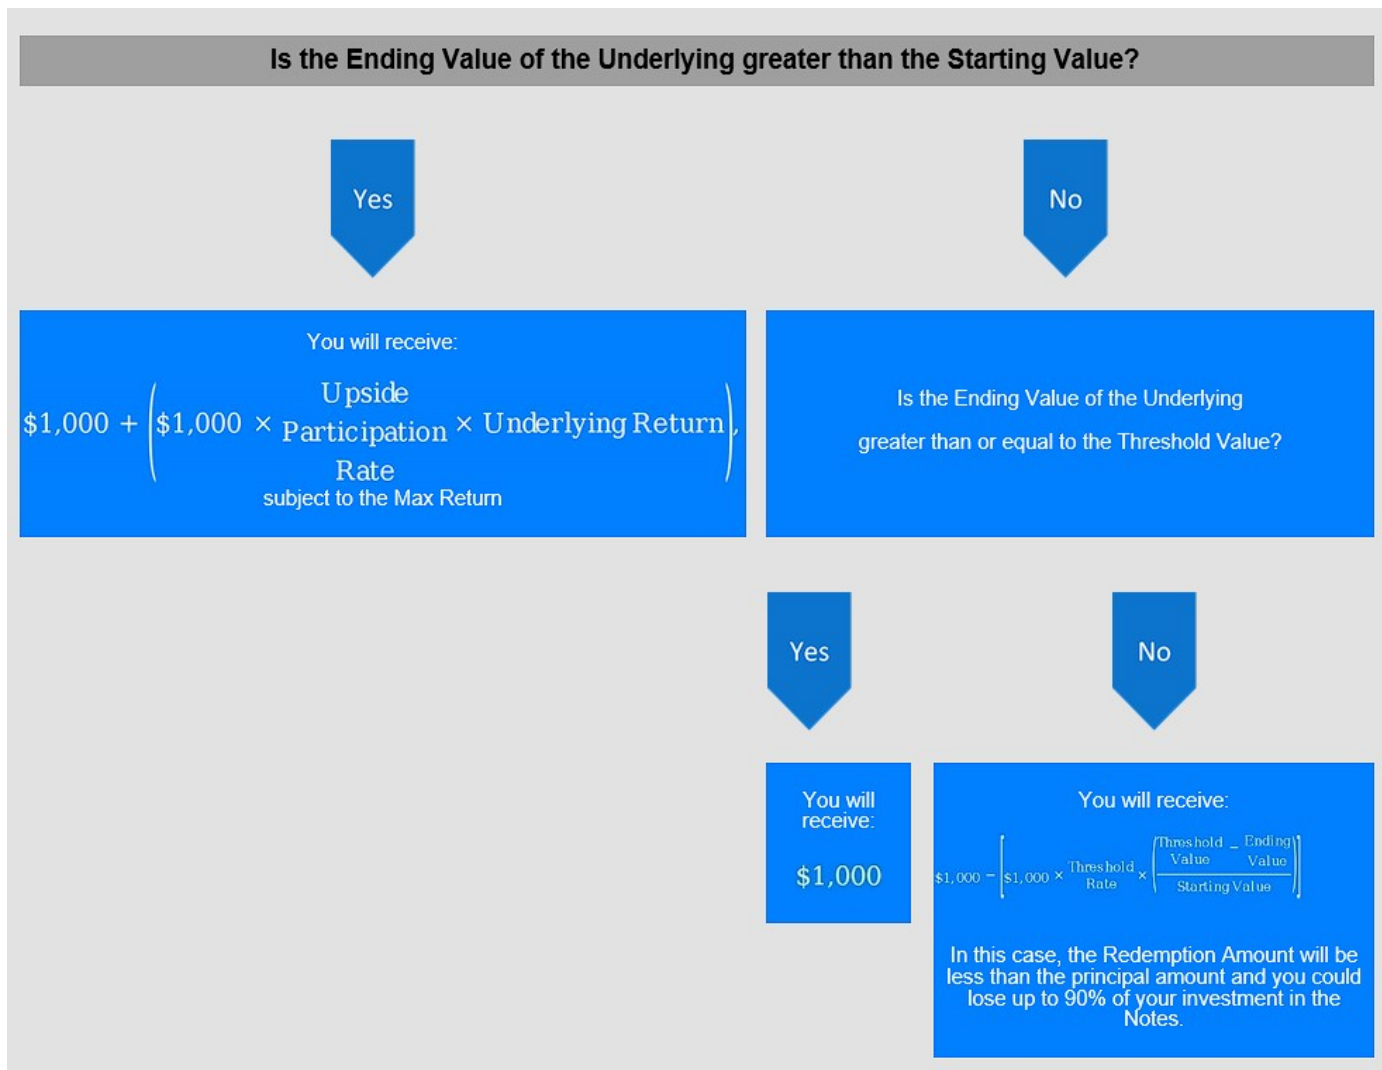 Is the Ending Value of the Underlying greater than the Starting Value?
Yes
No
You will receive:
$1,000 + ($1,000 × Upside Participation Rate × Underlying Return),
subject to the Max Return
Is the Ending Value of the Underlying
greater than or equal to the Threshold Value?
Yes
No
You will
receive:
$1,000
You will receive:
$1,000 − [$1,000 × Threshold Rate × (Threshold Value − Ending Value / Starting Value)]
In this case, the Redemption Amount will be
less than the principal amount and you could
lose up to 90% of your investment in the
Notes.